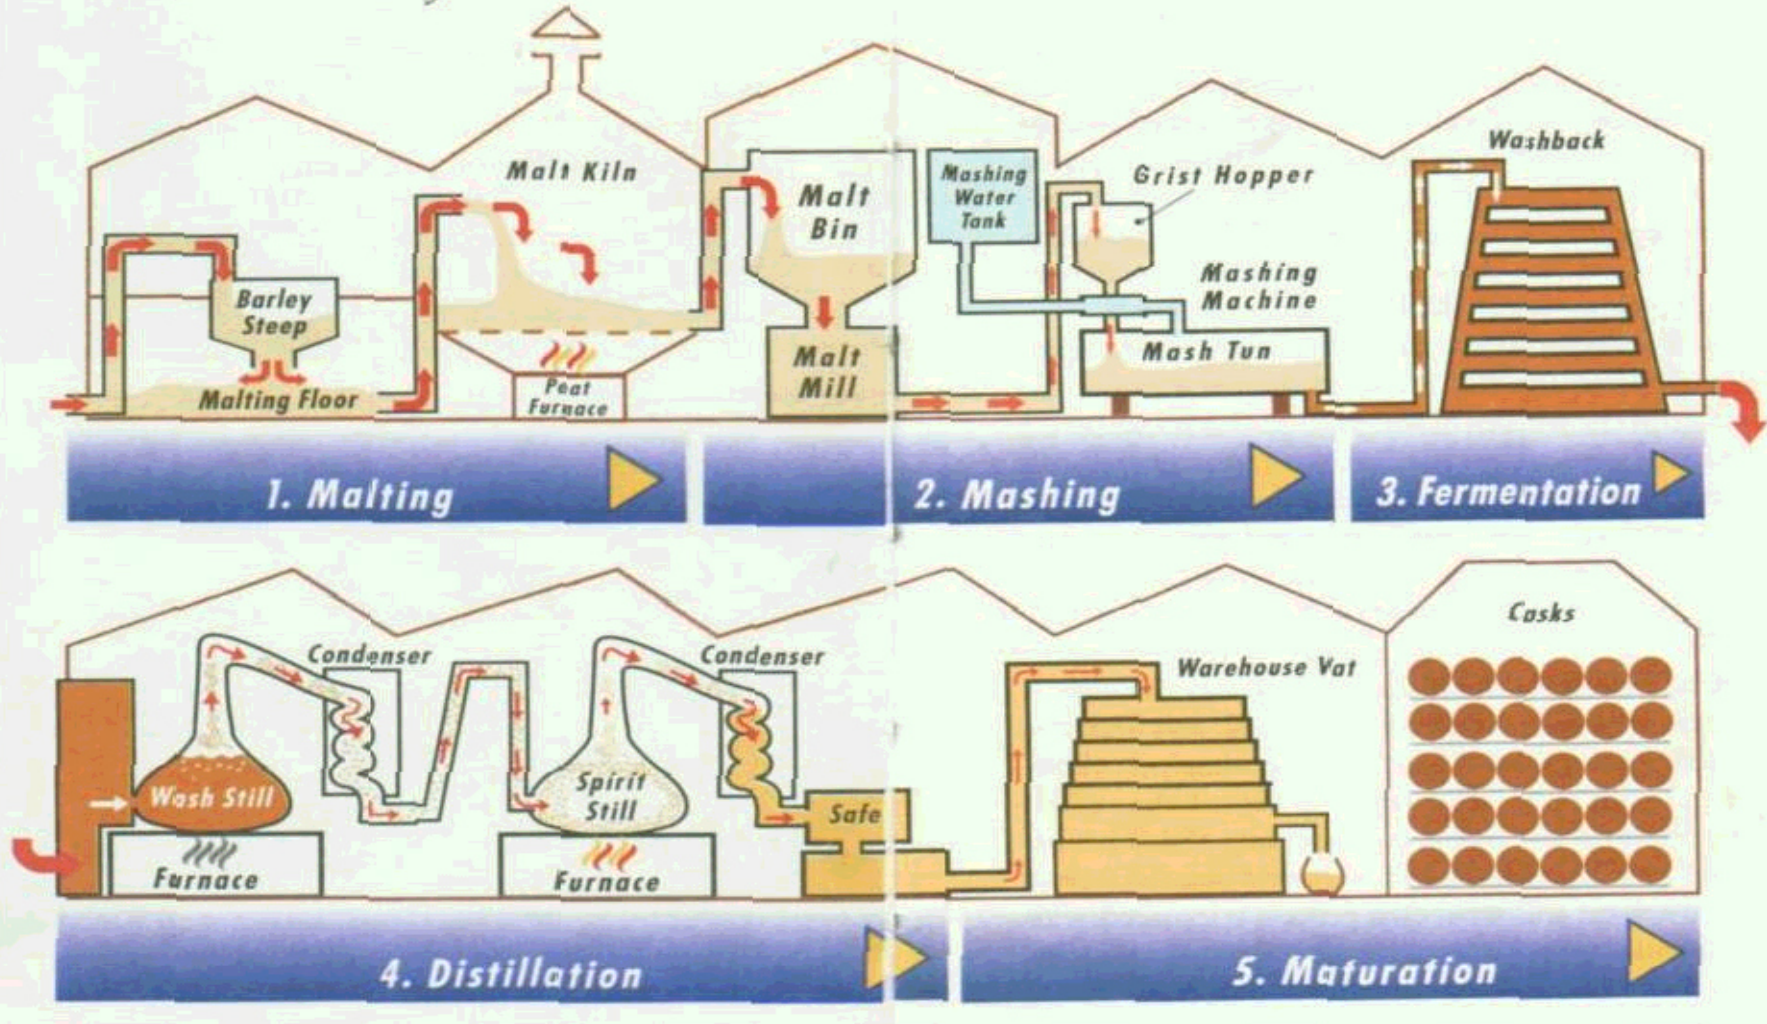 Malt Kiln
Barley
Steep
Malting Floor
Peat
Furnace
Malt
Bin
Malt
Mill
Mashing
Water
Tank
Grist Hopper
Mashing
Machine
Mash Tun
Washback
1. Malting
2. Mashing
3. Fermentation
Condenser
Wash Still
Furnace
Condenser
Spirit
Still
Furnace
Safe
Warehouse Vat
Casks
4. Distillation
5. Maturation